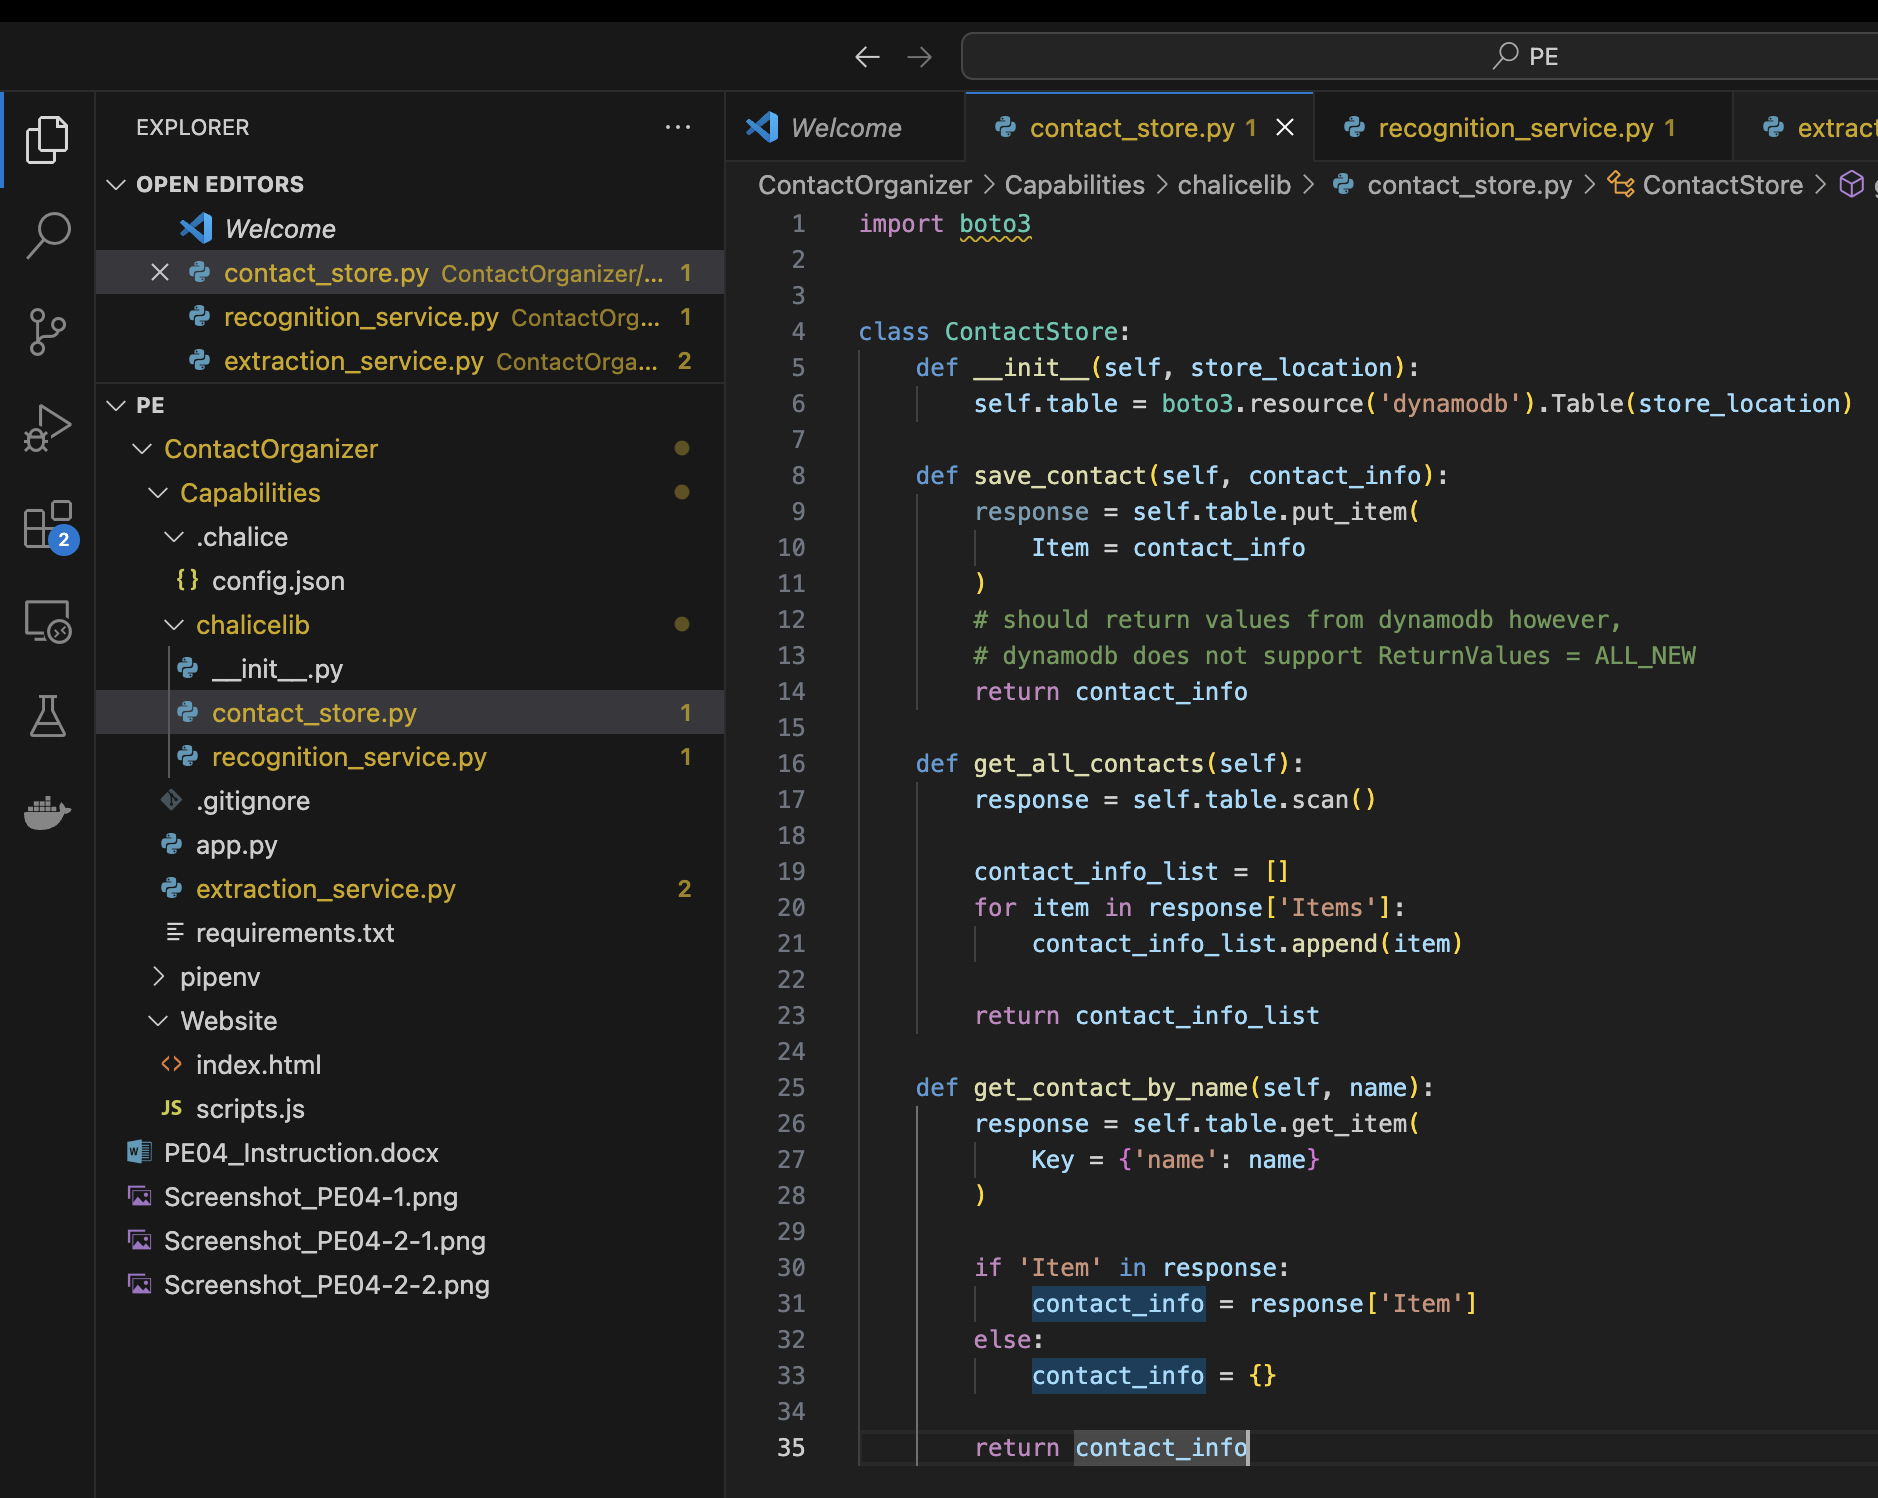 PE
EXPLORER
OPEN EDITORS
Welcome
contact_store.py ContactOrganizer/... 1
recognition_service.py ContactOrg... 1
extraction_service.py ContactOrga... 2
PE
ContactOrganizer
Capabilities
.chalice
{} config.json
chalicelib
__init__.py
contact_store.py 1
recognition_service.py 1
.gitignore
app.py
extraction_service.py 2
requirements.txt
pipenv
Website
<> index.html
JS scripts.js
PE04_Instruction.docx
Screenshot_PE04-1.png
Screenshot_PE04-2-1.png
Screenshot_PE04-2-2.png
2
Welcome
contact_store.py 1
recognition_service.py 1
extract
ContactOrganizer > Capabilities > chalicelib > contact_store.py > ContactStore >
1 import boto3
2
3
4 class ContactStore:
5     def __init__(self, store_location):
6         self.table = boto3.resource('dynamodb').Table(store_location)
7
8     def save_contact(self, contact_info):
9         response = self.table.put_item(
10             Item = contact_info
11         )
12         # should return values from dynamodb however,
13         # dynamodb does not support ReturnValues = ALL_NEW
14         return contact_info
15
16     def get_all_contacts(self):
17         response = self.table.scan()
18
19         contact_info_list = []
20         for item in response['Items']:
21             contact_info_list.append(item)
22
23         return contact_info_list
24
25     def get_contact_by_name(self, name):
26         response = self.table.get_item(
27             Key = {'name': name}
28         )
29
30         if 'Item' in response:
31             contact_info = response['Item']
32         else:
33             contact_info = {}
34
35         return contact_info